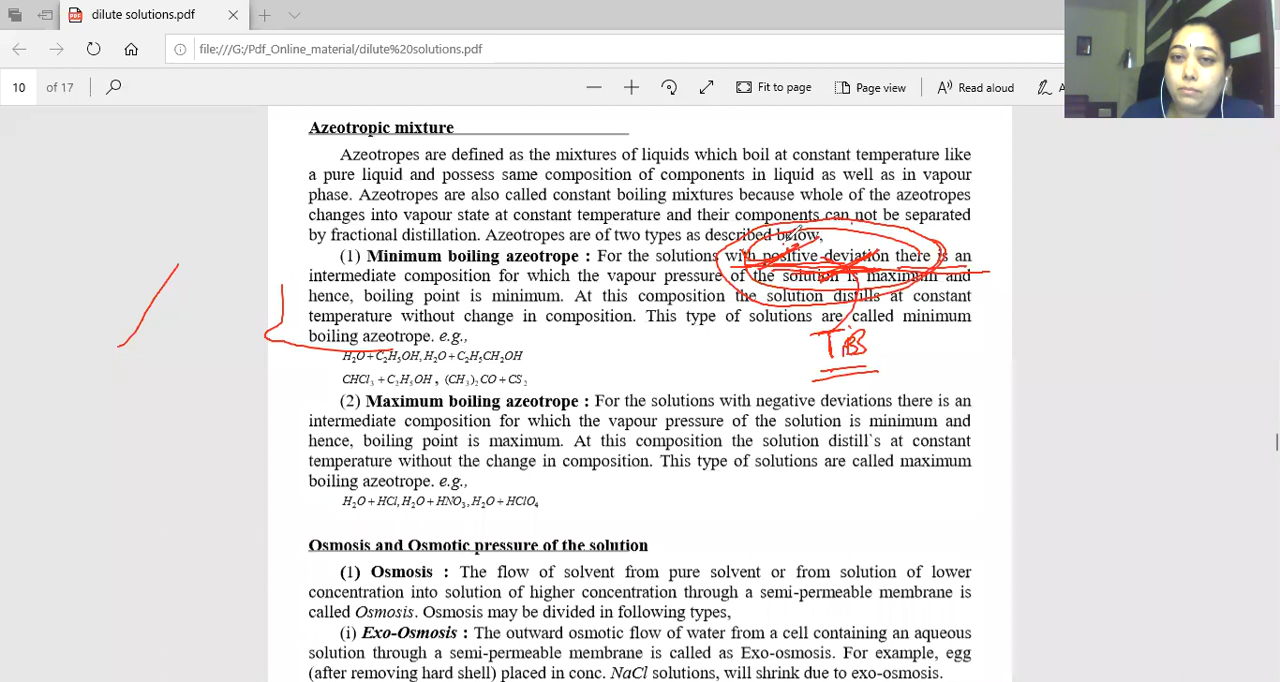 dilute solutions.pdf
file:///G:/Pdf_Online_material/dilute%20solutions.pdf
10 of 17
Fit to page
Page view
Read aloud
Azeotropic mixture
Azeotropes are defined as the mixtures of liquids which boil at constant temperature like
a pure liquid and possess same composition of components in liquid as well as in vapour
phase. Azeotropes are also called constant boiling mixtures because whole of the azeotropes
changes into vapour state at constant temperature and their components can not be separated
by fractional distillation. Azeotropes are of two types as described below,
(1) Minimum boiling azeotrope : For the solutions with positive deviation there is an
intermediate composition for which the vapour pressure of the solution is maximum and
hence, boiling point is minimum. At this composition the solution distills at constant
temperature without change in composition. This type of solutions are called minimum
boiling azeotrope. e.g.,
H₂O + C₂H₅OH, H₂O + C₂H₅CH₂OH
CHCl₃ + C₂H₅OH , (CH₃)₂CO + CS₂
(2) Maximum boiling azeotrope : For the solutions with negative deviations there is an
intermediate composition for which the vapour pressure of the solution is minimum and
hence, boiling point is maximum. At this composition the solution distill`s at constant
temperature without the change in composition. This type of solutions are called maximum
boiling azeotrope. e.g.,
H₂O + HCl, H₂O + HNO₃, H₂O + HClO₄
Osmosis and Osmotic pressure of the solution
(1) Osmosis : The flow of solvent from pure solvent or from solution of lower
concentration into solution of higher concentration through a semi-permeable membrane is
called Osmosis. Osmosis may be divided in following types,
(i) Exo-Osmosis : The outward osmotic flow of water from a cell containing an aqueous
solution through a semi-permeable membrane is called as Exo-osmosis. For example, egg
(after removing hard shell) placed in conc. NaCl solutions, will shrink due to exo-osmosis.